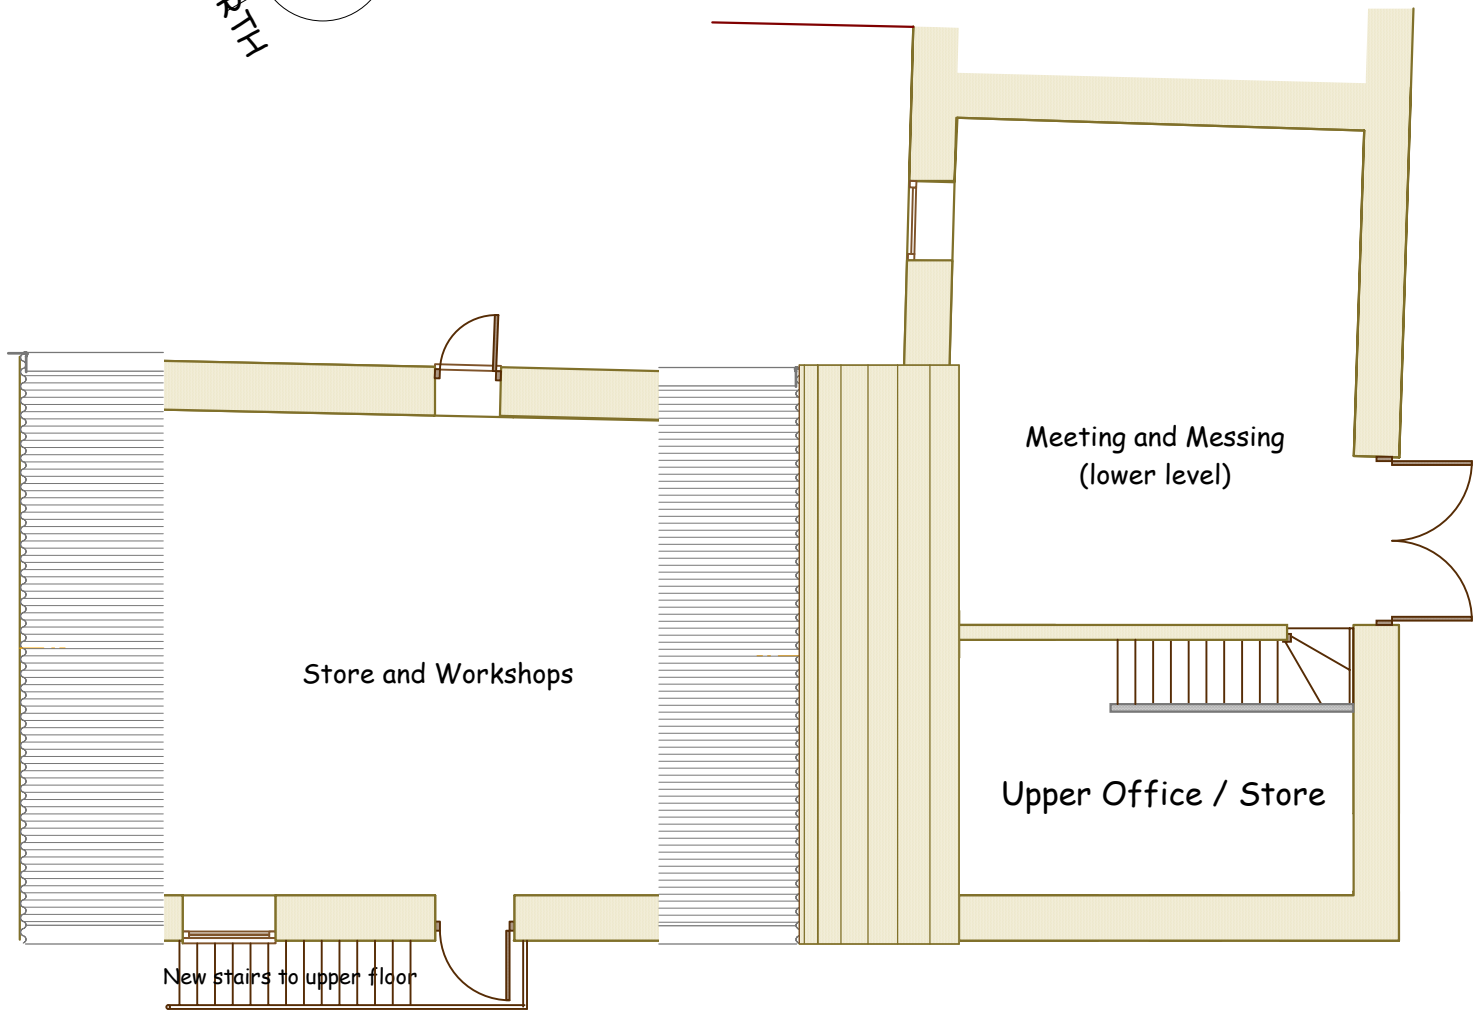 RTH
Meeting and Messing
(lower level)
Store and Workshops
Upper Office / Store
New stairs to upper floor